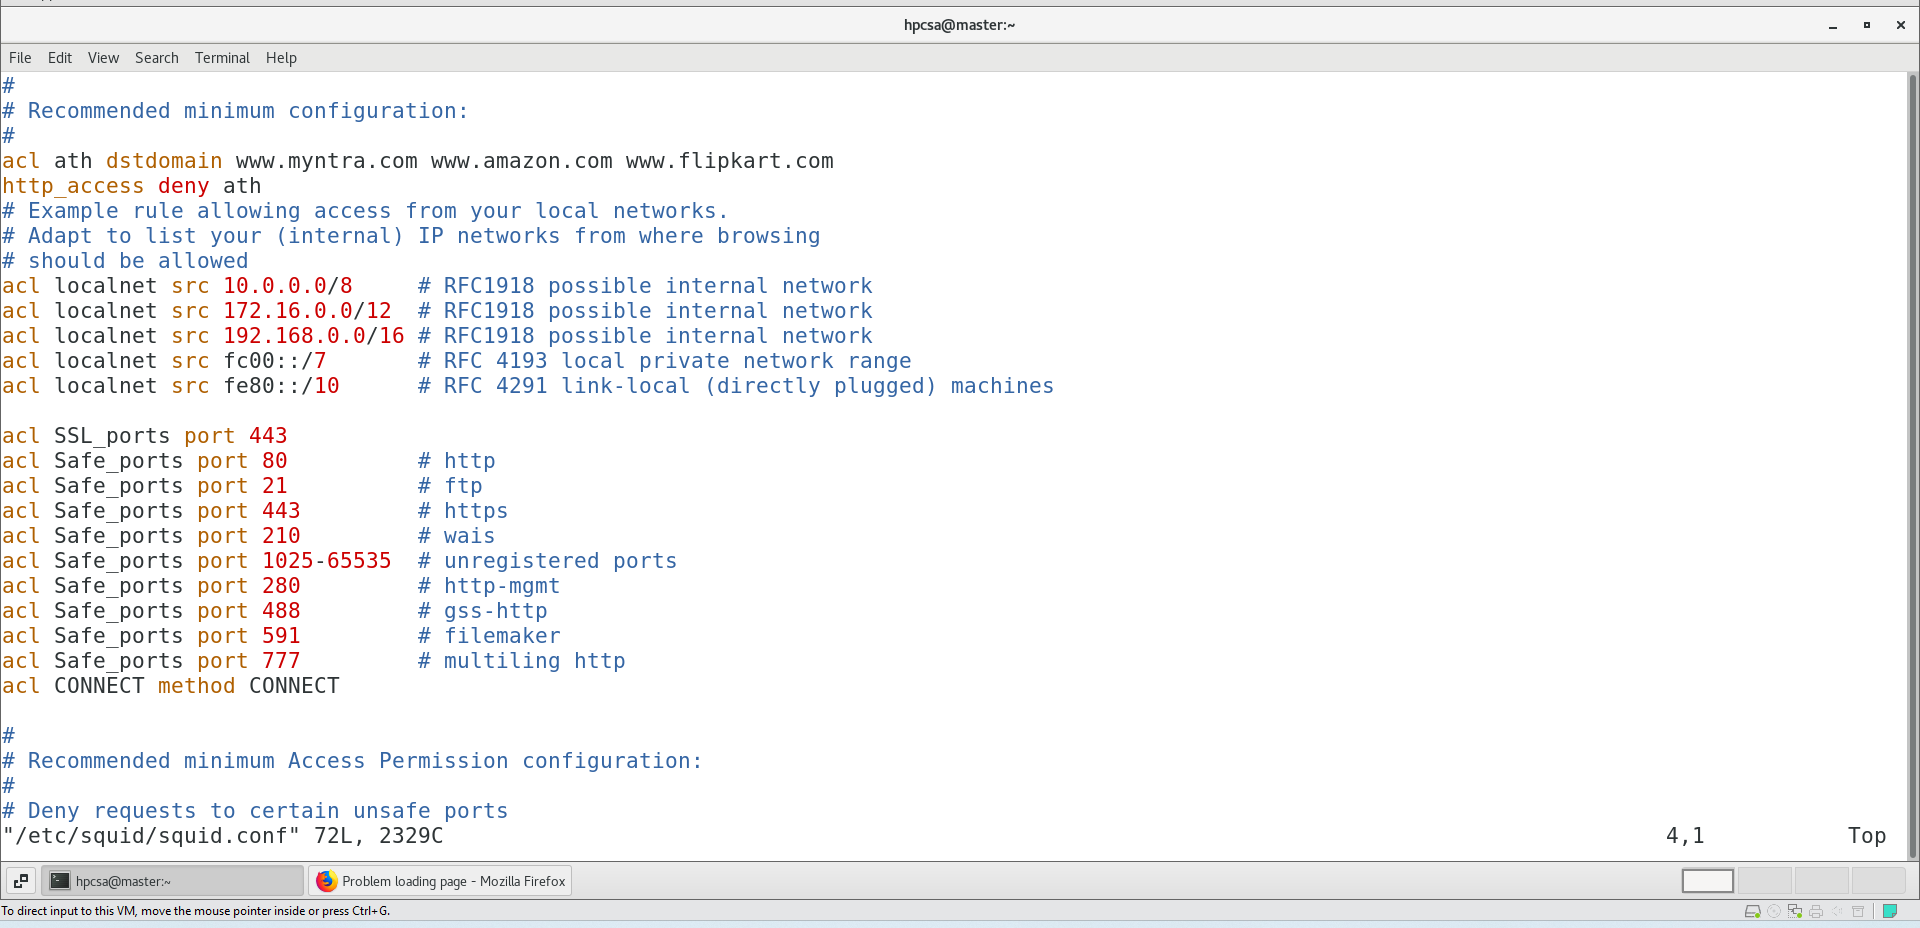 hpcsa@master:~
File Edit View Search Terminal Help
#
# Recommended minimum configuration:
#
acl ath dstdomain www.myntra.com www.amazon.com www.flipkart.com
http_access deny ath
# Example rule allowing access from your local networks.
# Adapt to list your (internal) IP networks from where browsing
# should be allowed
acl localnet src 10.0.0.0/8     # RFC1918 possible internal network
acl localnet src 172.16.0.0/12  # RFC1918 possible internal network
acl localnet src 192.168.0.0/16 # RFC1918 possible internal network
acl localnet src fc00::/7       # RFC 4193 local private network range
acl localnet src fe80::/10      # RFC 4291 link-local (directly plugged) machines
acl SSL_ports port 443
acl Safe_ports port 80          # http
acl Safe_ports port 21          # ftp
acl Safe_ports port 443         # https
acl Safe_ports port 210         # wais
acl Safe_ports port 1025-65535  # unregistered ports
acl Safe_ports port 280         # http-mgmt
acl Safe_ports port 488         # gss-http
acl Safe_ports port 591         # filemaker
acl Safe_ports port 777         # multiling http
acl CONNECT method CONNECT
#
# Recommended minimum Access Permission configuration:
#
# Deny requests to certain unsafe ports
"/etc/squid/squid.conf" 72L, 2329C 4,1 Top
hpcsa@master:~ Problem loading page - Mozilla Firefox
To direct input to this VM, move the mouse pointer inside or press Ctrl+G.